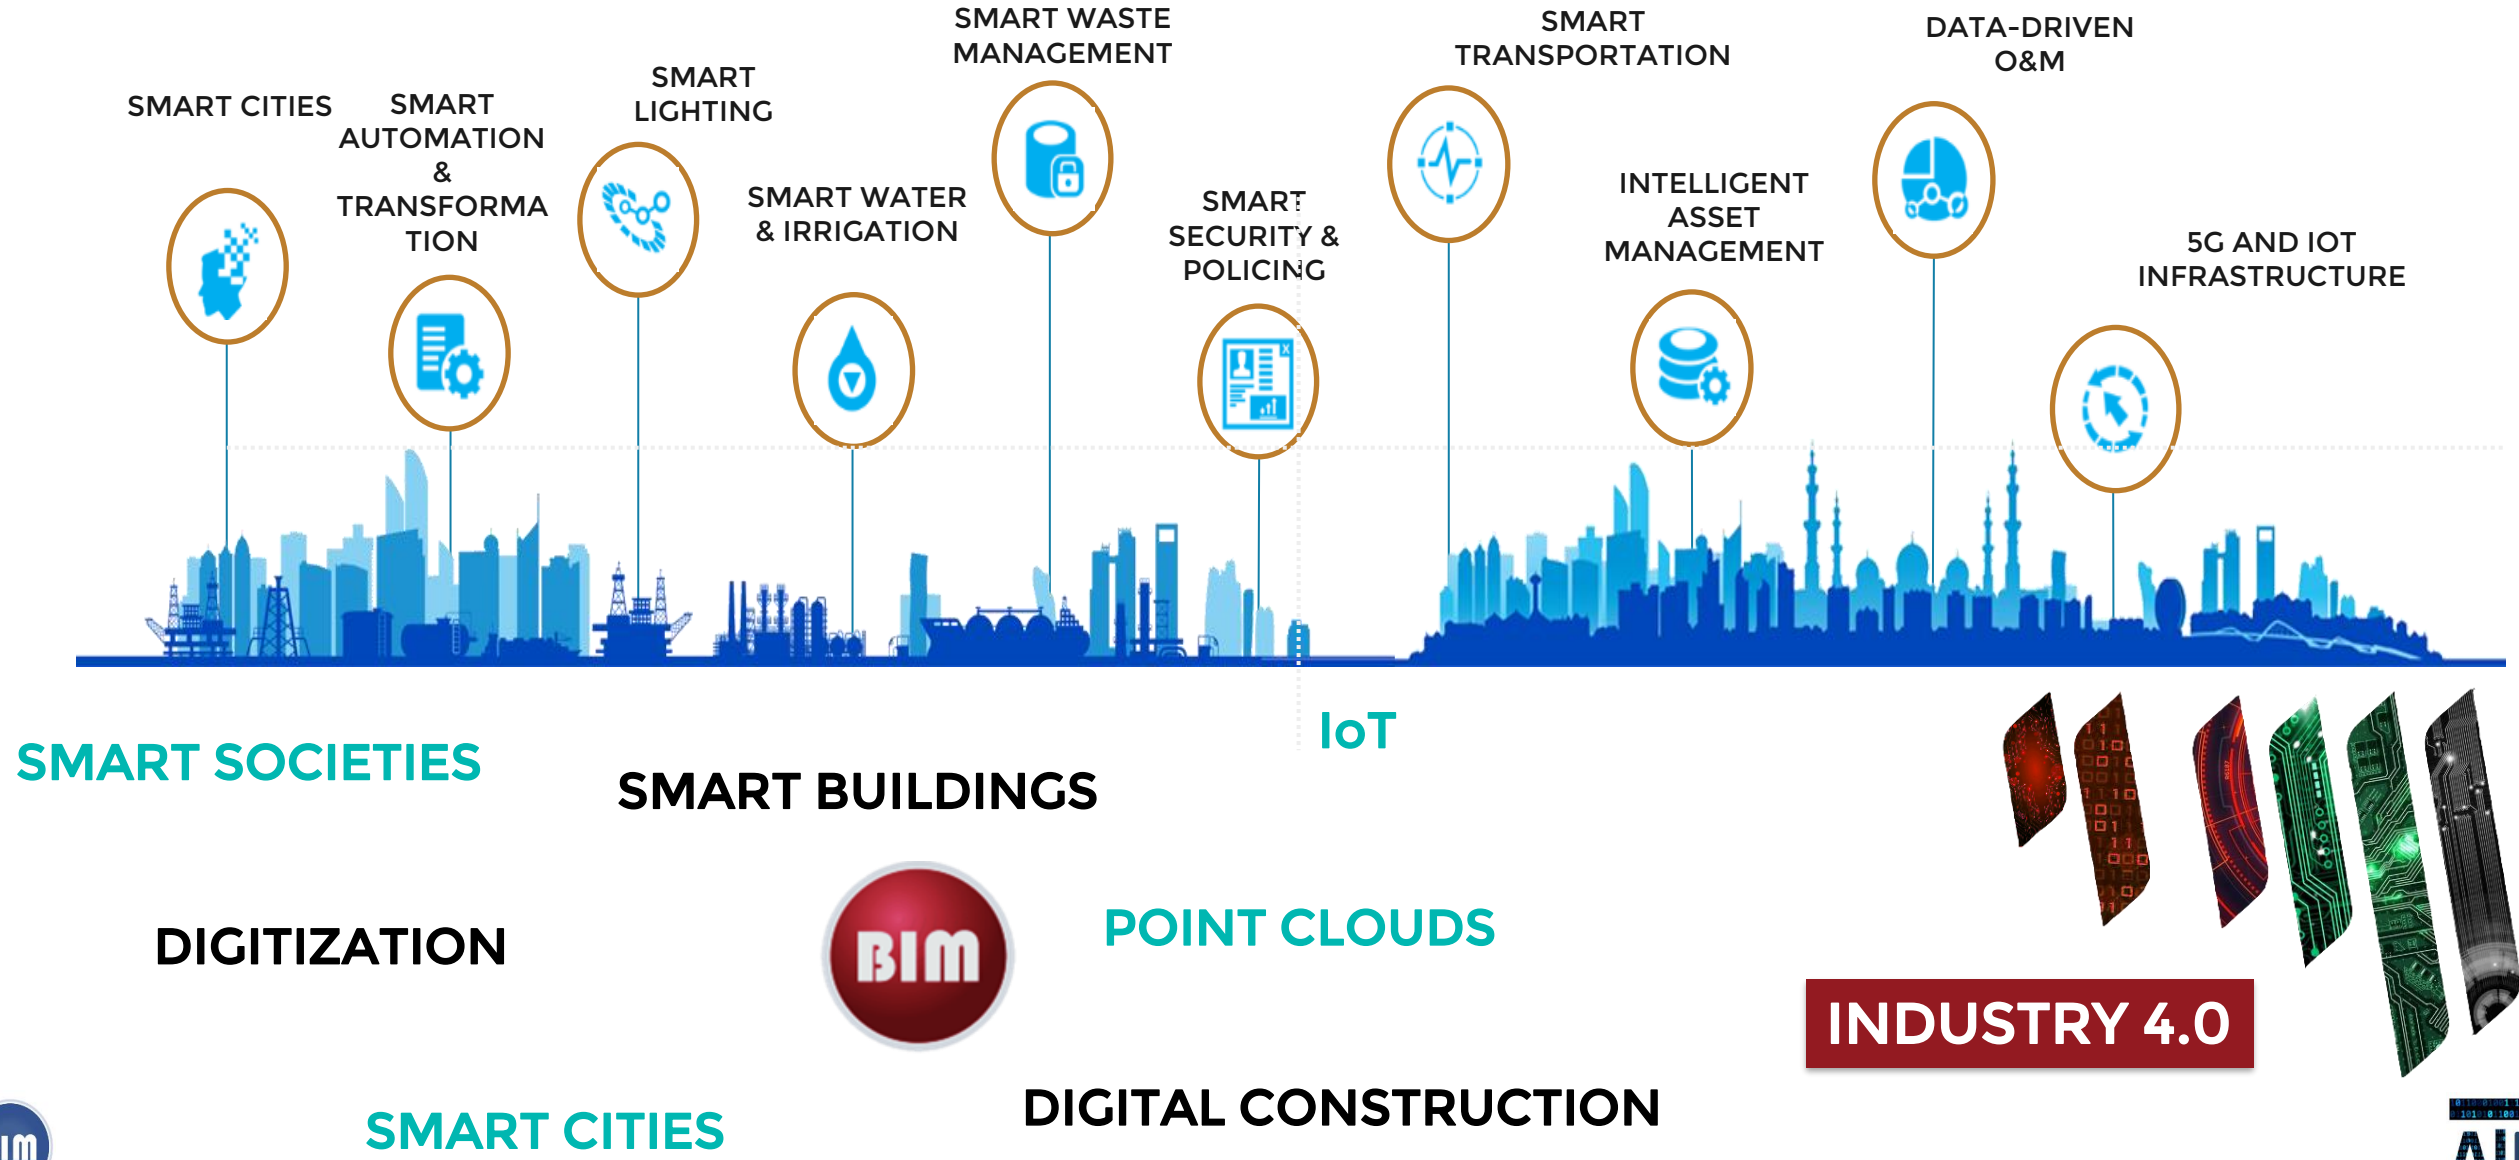 SMART CITIES
SMART
AUTOMATION
&
TRANSFORMA
TION
SMART
LIGHTING
SMART WATER
& IRRIGATION
SMART WASTE
MANAGEMENT
SMART
SECURITY &
POLICING
SMART
TRANSPORTATION
INTELLIGENT
ASSET
MANAGEMENT
DATA-DRIVEN
O&M
5G AND IOT
INFRASTRUCTURE
SMART SOCIETIES
SMART BUILDINGS
IoT
DIGITIZATION
BIM
POINT CLOUDS
INDUSTRY 4.0
SMART CITIES
DIGITAL CONSTRUCTION